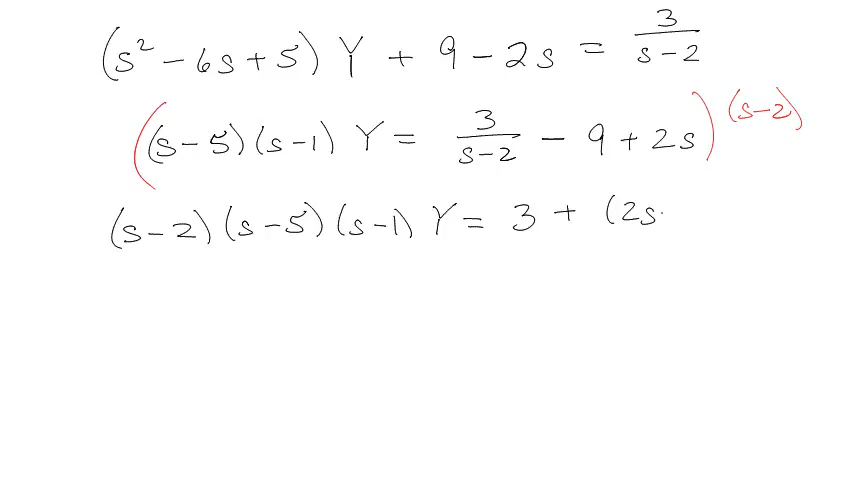 (s² - 6s + 5) Y + 9 - 2s = 3/(s-2)
((s-5)(s-1) Y = 3/(s-2) - 9 + 2s)(s-2)
(s-2)(s-5)(s-1) Y = 3 + (2s